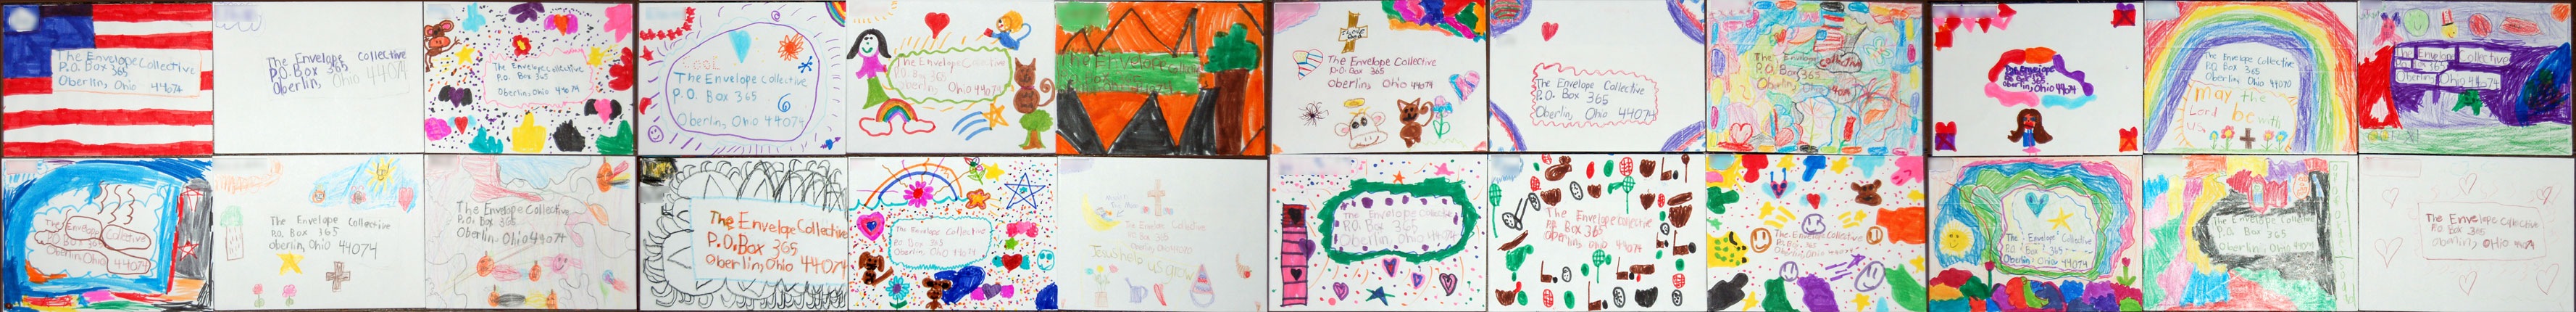 The Envelope Collective
P.O. Box 365
Oberlin, Ohio 44074
The Envelope Collective
P.O. Box 365
Oberlin, Ohio 44074
The Envelope Collective
P.O. Box 365
Oberlin, Ohio 44074
COOL
The Envelope Collective
P.O. Box 365
Oberlin, Ohio 44074
The Envelope Collective
P.O. Box 365
Oberlin, Ohio 44074
The Envelope Collective
The Envelope Collective
P.O. Box 365
Oberlin, Ohio 44074
The Envelope Collective
P.O. Box 365
Oberlin, Ohio 44074
The Envelope Collective
P.O. Box 365
Oberlin,
The Envelope
Oberlin, Ohio 44074
The Envelope Collective
P.O. Box 365
Oberlin, Ohio 44070
may the
Lord be with
us
The Envelope Collective
Box 365
Oberlin, Ohio 44074
The Envelope Collective
P.O. Box 365
Oberlin, Ohio 44074
The Envelope Collective
P.O. Box 365
Oberlin, Ohio 44074
The Envelope Collective
P.O. Box 365
Oberlin, Ohio 44074
The Envelope Collective
P.O. Box 365
Oberlin, Ohio 44074
The Envelope Collective
P.O. Box 365
Oberlin, Ohio 44074
The Envelope Collective
P.O. Box 365
help us grow
The Envelope Collective
P.O. Box 365
Oberlin, Ohio 44074
The Envelope Collective
P.O. Box 365
Oberlin, Ohio 44074
The Envelope Collective
P.O. Box 365
Oberlin, Ohio 44074
The Envelope Collective
P.O. Box 365
Oberlin, Ohio 44074
The Envelope Collective
P.O. Box 365
Oberlin, Ohio 44074
The Envelope Collective
P.O. Box 365
Oberlin, Ohio 44074